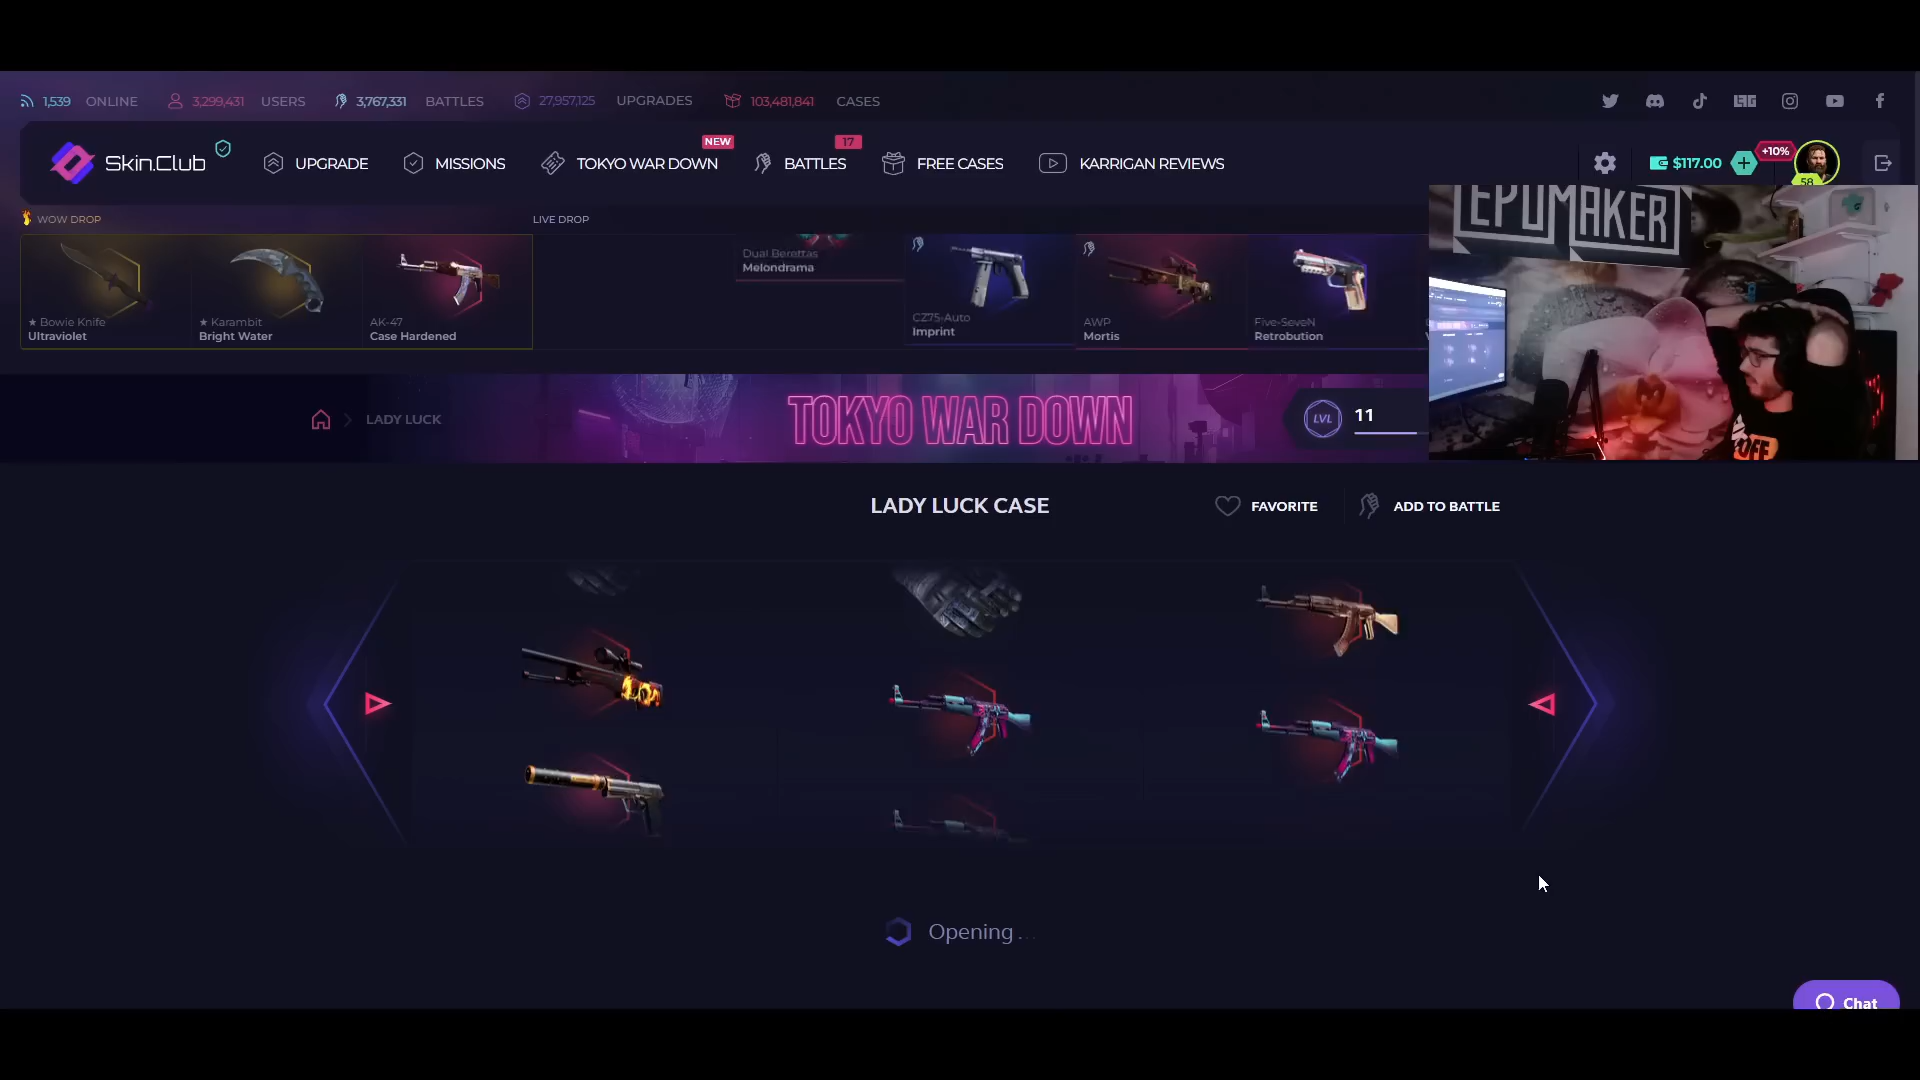 1,539 ONLINE 3,299,431 USERS 3,767,331 BATTLES 27,957,125 UPGRADES 103,481,841 CASES
Skin.Club UPGRADE MISSIONS TOKYO WAR DOWN NEW BATTLES 17 FREE CASES KARRIGAN REVIEWS $117.00 +10% 58
WOW DROP LIVE DROP
EPOMAKER
Dual Berettas
Melondrama
★ Bowie Knife
Ultraviolet
★ Karambit
Bright Water
AK-47
Case Hardened
CZ75-Auto
Imprint
AWP
Mortis
Five-SeveN
Retrobution
LADY LUCK
TOKYO WAR DOWN
LVL 11
LADY LUCK CASE
FAVORITE
ADD TO BATTLE
Opening ...
Chat